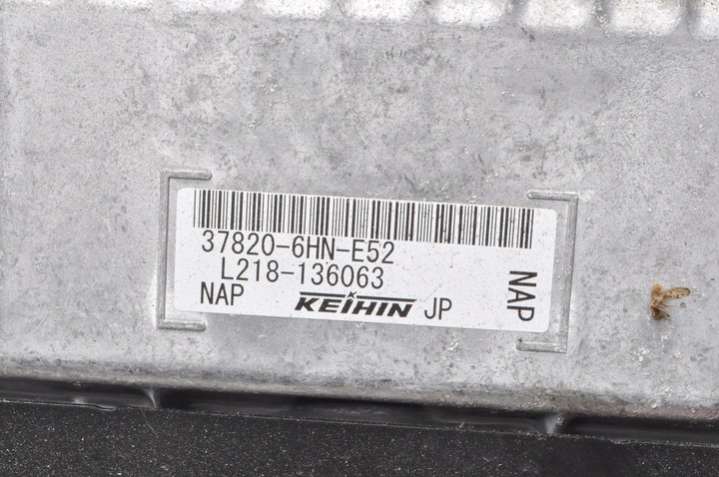 37820-6HN-E52
L218-136063
NAP KEIHIN JP
NAP